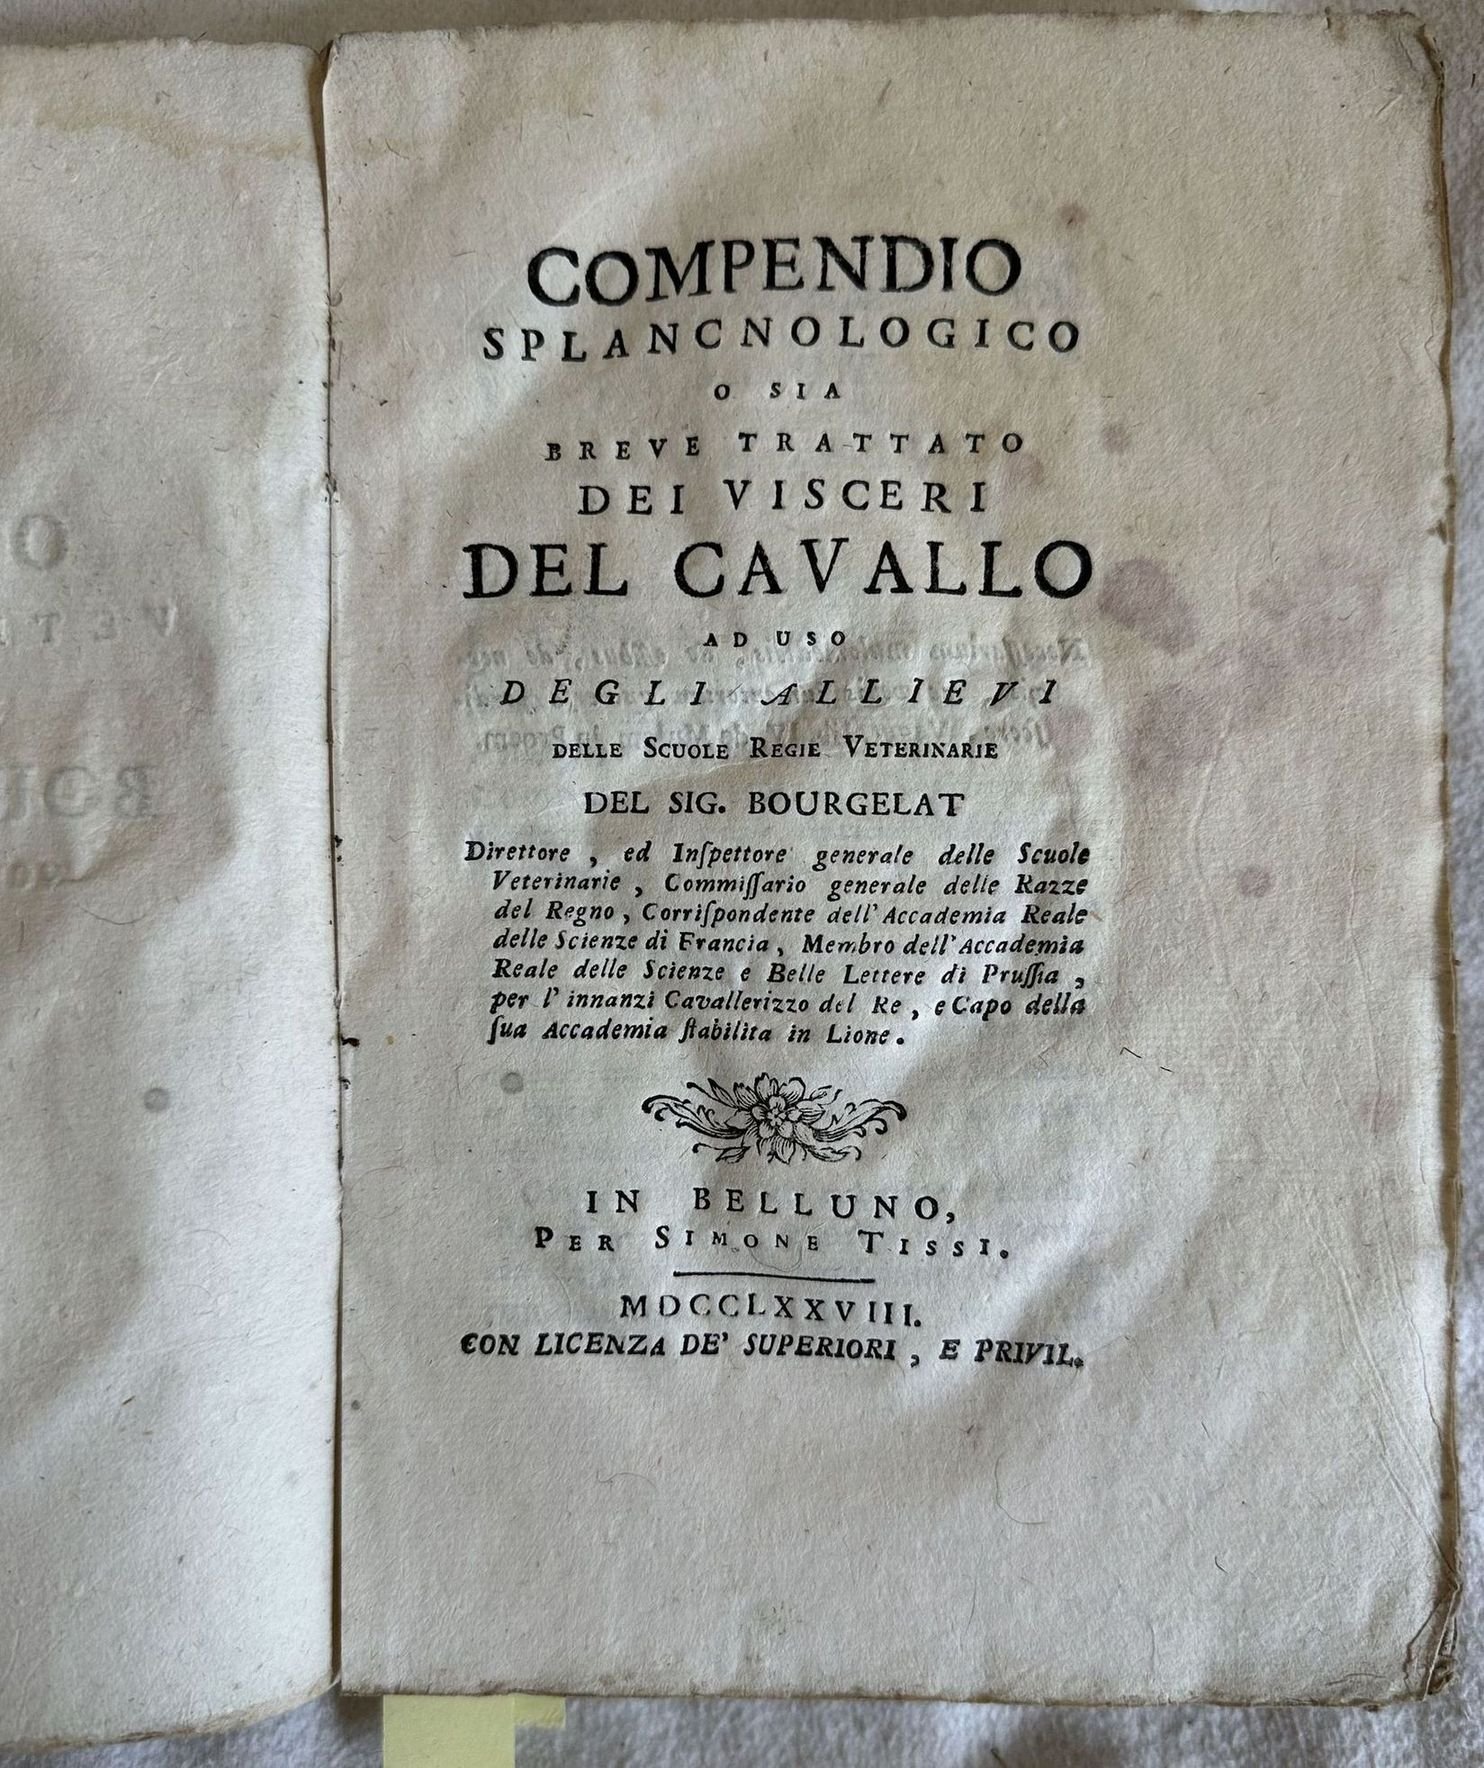 COMPENDIO
SPLANCNOLOGICO
O SIA
BREVE TRATTATO
DEI VISCERI
DEL CAVALLO
AD USO
DEGLI ALLIEVI
DELLE SCUOLE REGIE VETERINARIE
DEL SIG. BOURGELAT
Direttore , ed Inſpettore generale delle Scuole
Veterinarie , Commiſſario generale delle Razze
del Regno , Corriſpondente dell' Accademia Reale
delle Scienze di Francia , Membro dell' Accademia
Reale delle Scienze e Belle Lettere di Pruſſia ,
per l' innanzi Cavallerizzo del Re , e Capo della
ſua Accademia ſtabilita in Lione .
IN BELLUNO,
PER SIMONE TISSI.
MDCCLXXVIII.
CON LICENZA DE' SUPERIORI , E PRIVIL.